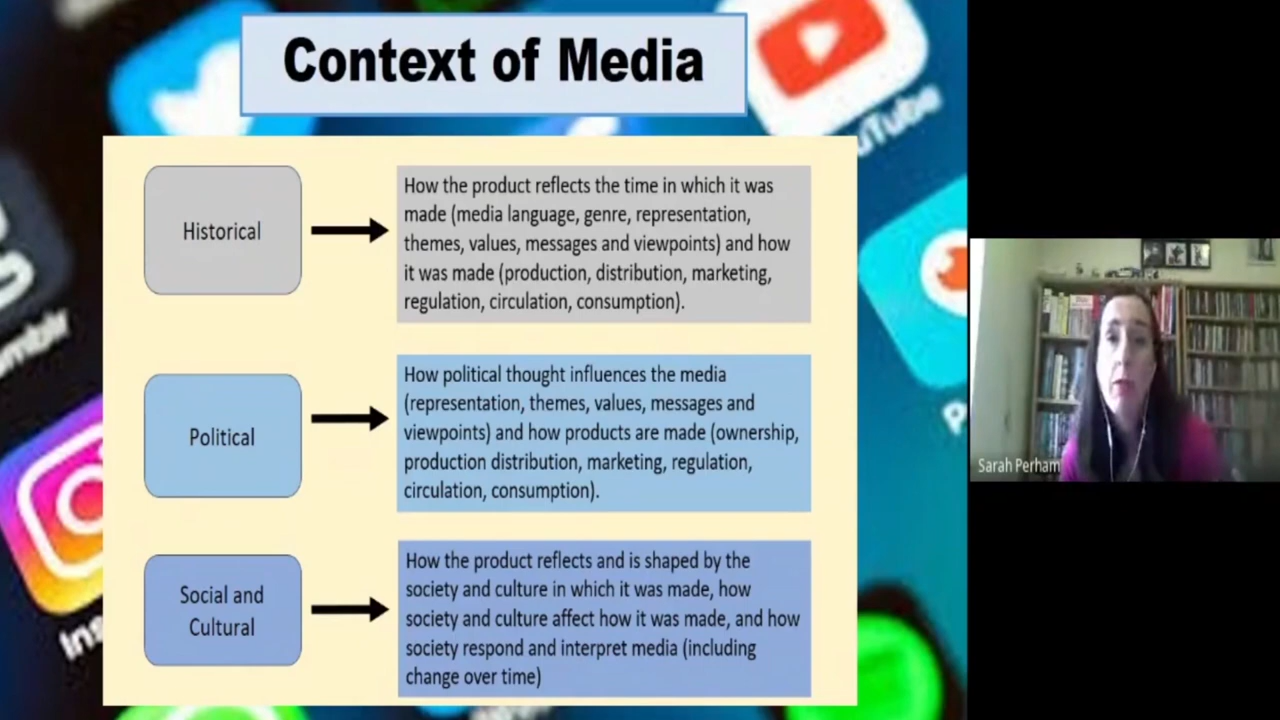 Context of Media
Historical
How the product reflects the time in which it was
made (media language, genre, representation,
themes, values, messages and viewpoints) and how
it was made (production, distribution, marketing,
regulation, circulation, consumption).
Political
How political thought influences the media
(representation, themes, values, messages and
viewpoints) and how products are made (ownership,
production distribution, marketing, regulation,
circulation, consumption).
Social and
Cultural
How the product reflects and is shaped by the
society and culture in which it was made, how
society and culture affect how it was made, and how
society respond and interpret media (including
change over time)
Sarah Perham